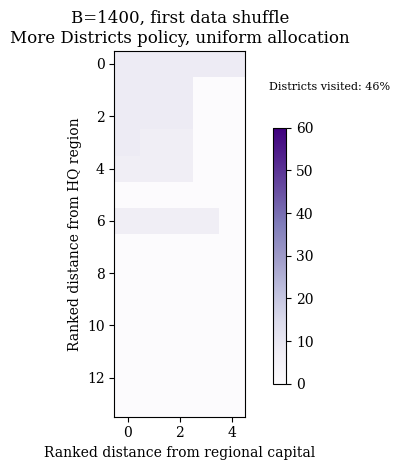 B=1400, first data shuffle
More Districts policy, uniform allocation
Districts visited: 46%
0
2
4
6
8
10
12
Ranked distance from HQ region
0 2 4
Ranked distance from regional capital
60
50
40
30
20
10
0